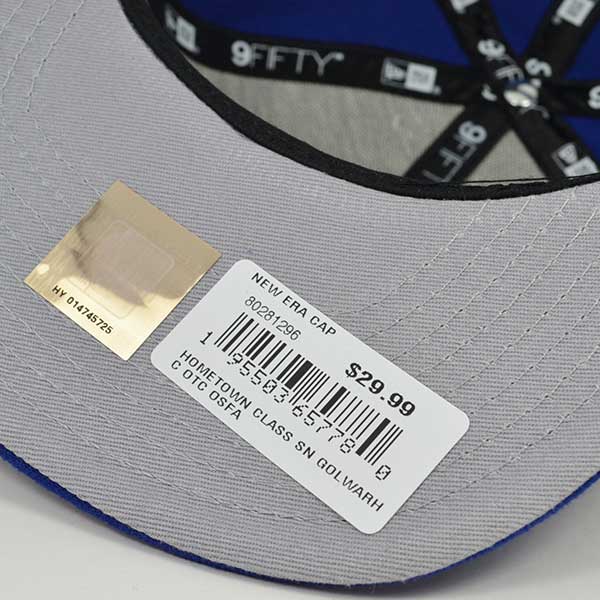 9FIFTY
9FIFTY
HY 014745725
NEW ERA CAP
80281296
$29.99
1 95503 65778 0
HOMETOWN CLASS SN GOLWARH
C OTC OSFA